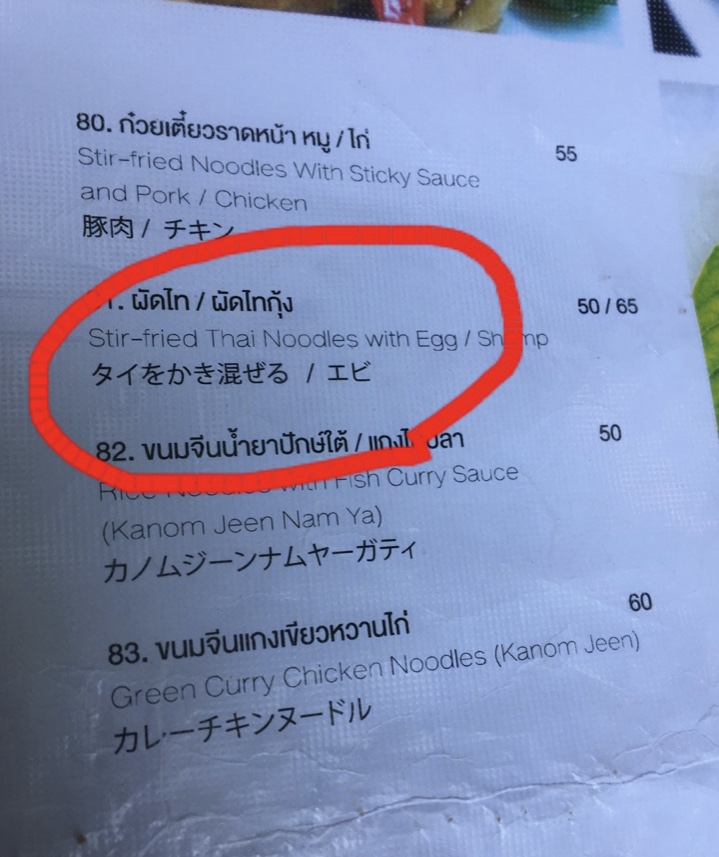 80. ก๋วยเตี๋ยวราดหน้า หมู / ไก่
55
Stir-fried Noodles With Sticky Sauce
and Pork / Chicken
豚肉 / チキン
ผัดไท / ผัดไทกุ้ง
50 / 65
Stir-fried Thai Noodles with Egg /
タイをかき混ぜる / エビ
82. ขนมจีนน้ำยาปักษ์ใต้ /
50
Fish Curry Sauce
(Kanom Jeen Nam Ya)
カノムジーンナムヤーガティ
60
83. ขนมจีนแกงเขียวหวานไก่
Green Curry Chicken Noodles (Kanom Jeen)
カレーチキンヌードル